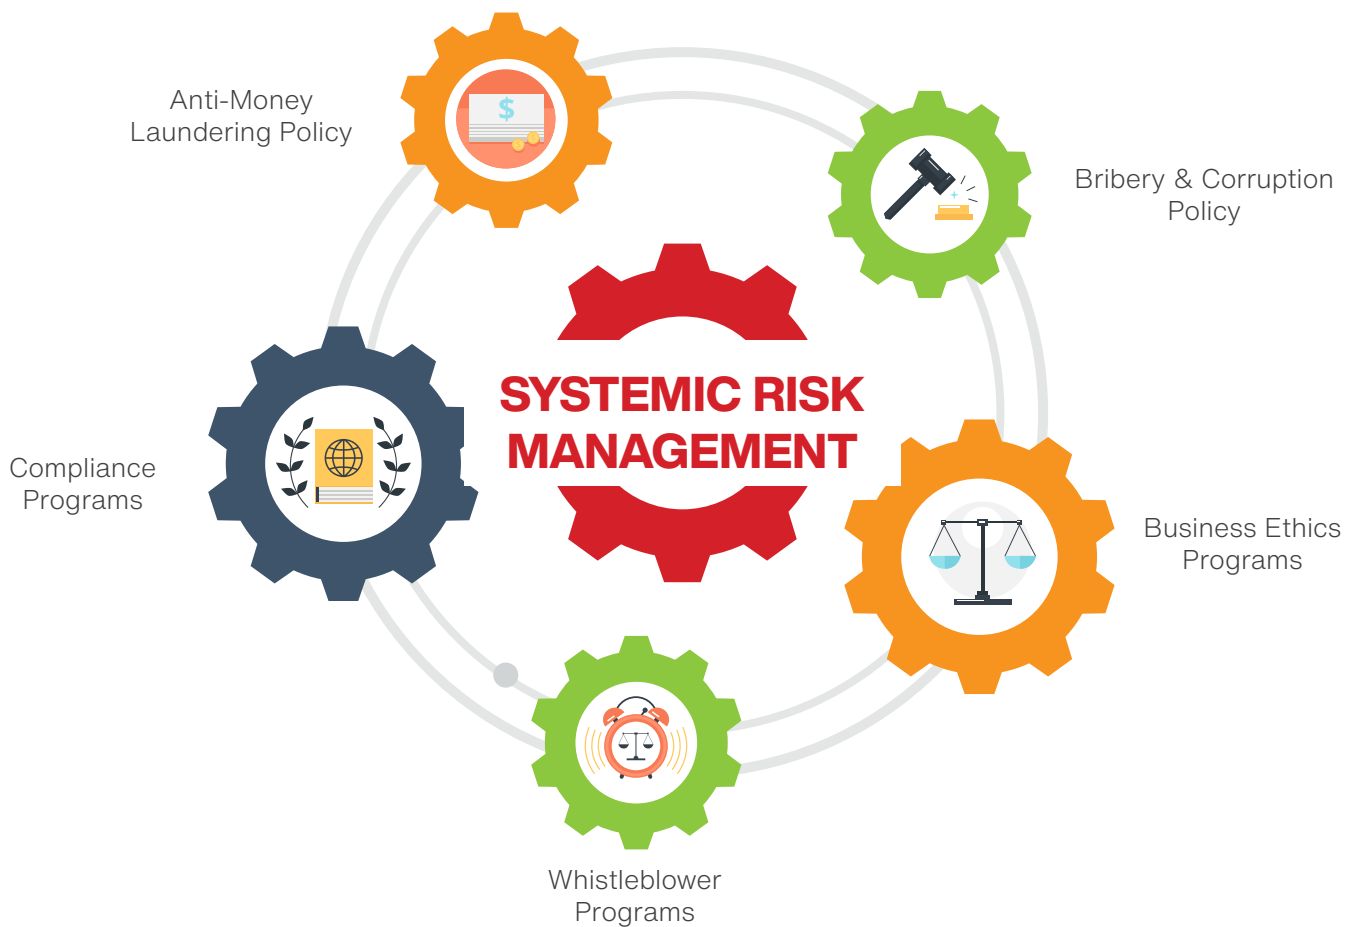 Anti-Money
Laundering Policy
$
Bribery & Corruption
Policy
SYSTEMIC RISK
MANAGEMENT
Compliance
Programs
Business Ethics
Programs
Whistleblower
Programs